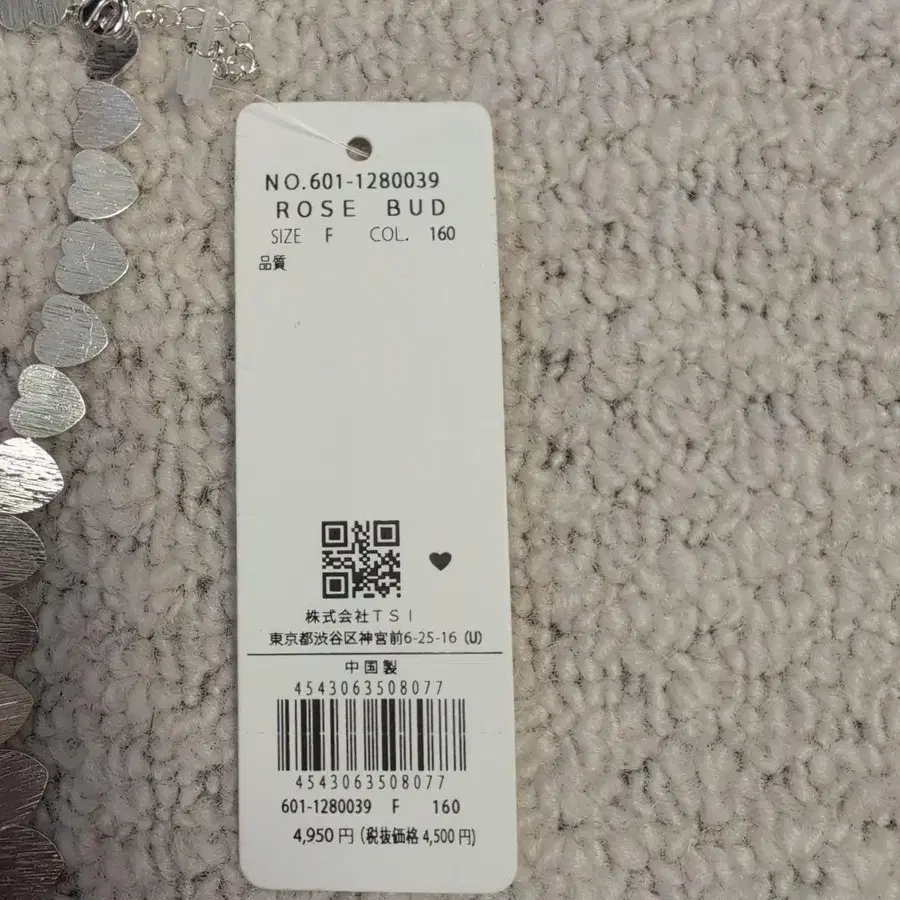 NO.601-1280039
ROSE BUD
SIZE F COL. 160
品質
株式会社TSI
東京都渋谷区神宮前6-25-16 (U)
中国製
4543063508077
4543063508077
601-1280039 F 160
4,950円(税抜価格4,500円)